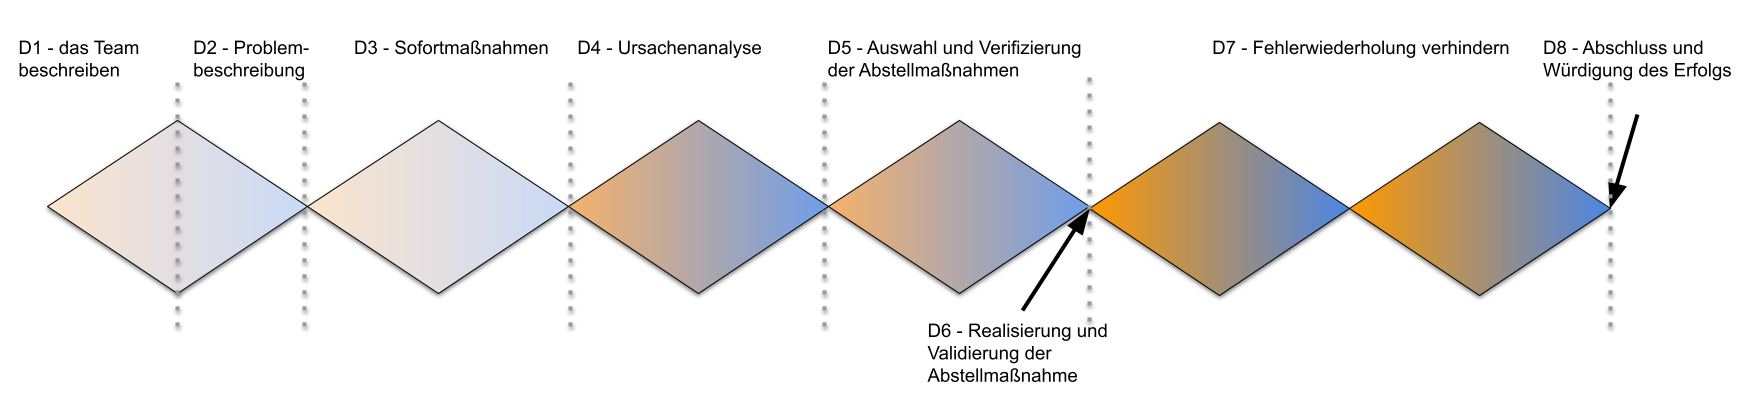 D1 - das Team
beschreiben
D2 - Problem-
beschreibung
D3 - Sofortmaßnahmen
D4 - Ursachenanalyse
D5 - Auswahl und Verifizierung
der Abstellmaßnahmen
D7 - Fehlerwiederholung verhindern
D8 - Abschluss und
Würdigung des Erfolgs
D6 - Realisierung und
Validierung der
Abstellmaßnahme